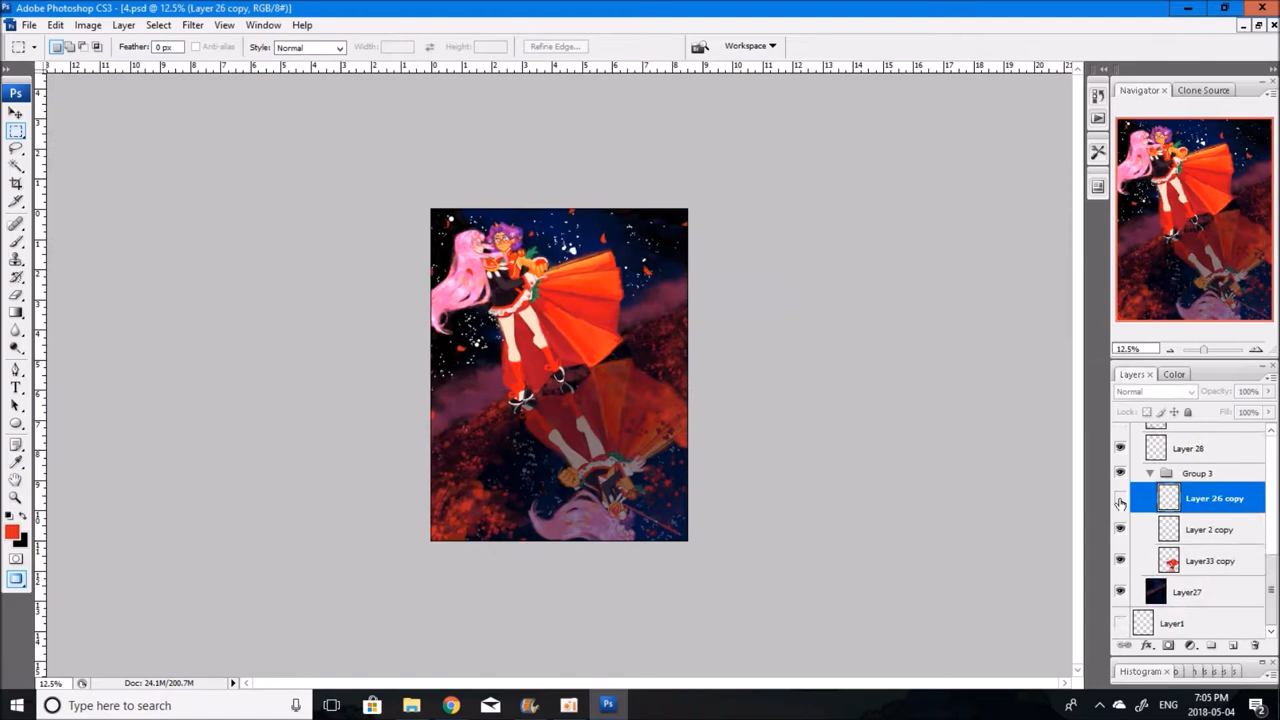 Adobe Photoshop CS3 - [4.psd @ 12.5% (Layer 26 copy, RGB/8#)]
File Edit Image Layer Select Filter View Window Help
Feather: 0 px Anti-alias Style: Normal Width: Height: Refine Edge... Workspace
Ps
Navigator Clone Source
12.5%
Layers Color
Normal Opacity: 100%
Lock: Fill: 100%
Layer 28
Group 3
Layer 26 copy
Layer 2 copy
Layer33 copy
Layer27
Layer1
Histogram
12.5% Doc: 24.1M/200.7M
Type here to search
ENG
7:05 PM
2018-05-04
2